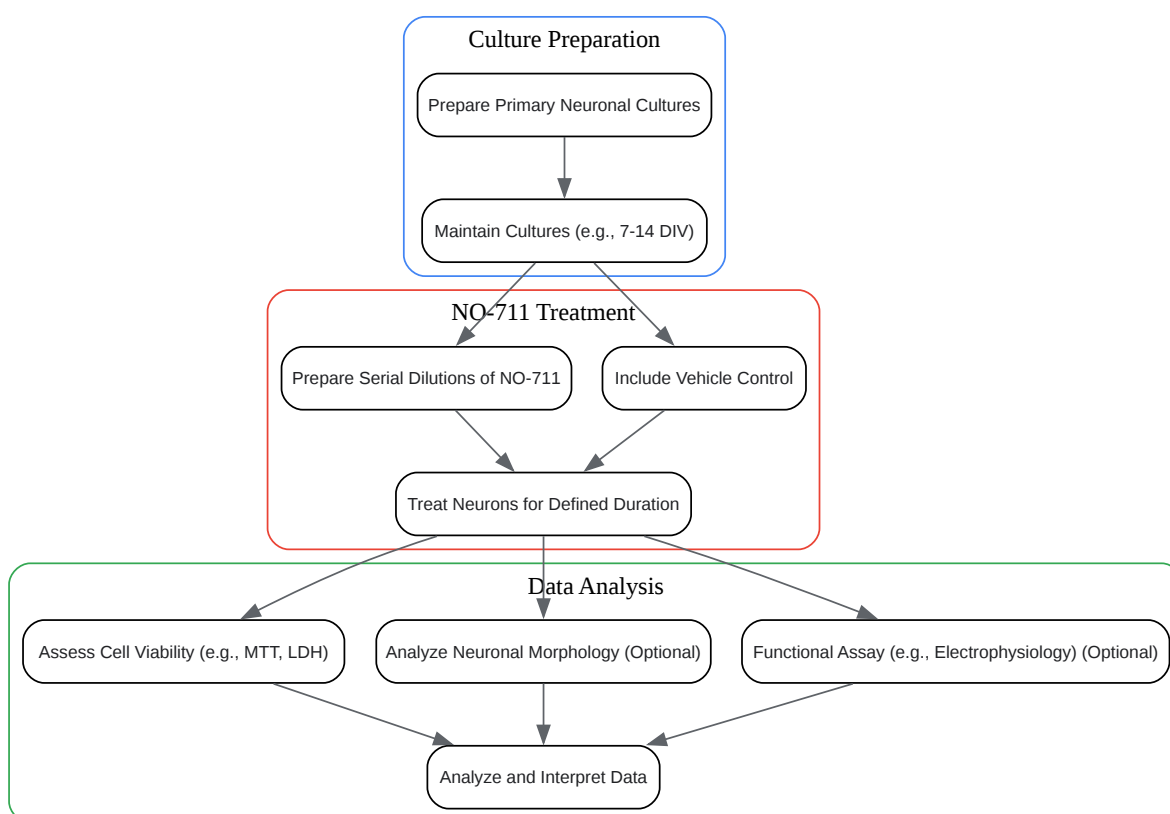 Culture Preparation
Prepare Primary Neuronal Cultures
Maintain Cultures (e.g., 7-14 DIV)
NO-711 Treatment
Prepare Serial Dilutions of NO-711
Include Vehicle Control
Treat Neurons for Defined Duration
Data Analysis
Assess Cell Viability (e.g., MTT, LDH)
Analyze Neuronal Morphology (Optional)
Functional Assay (e.g., Electrophysiology) (Optional)
Analyze and Interpret Data